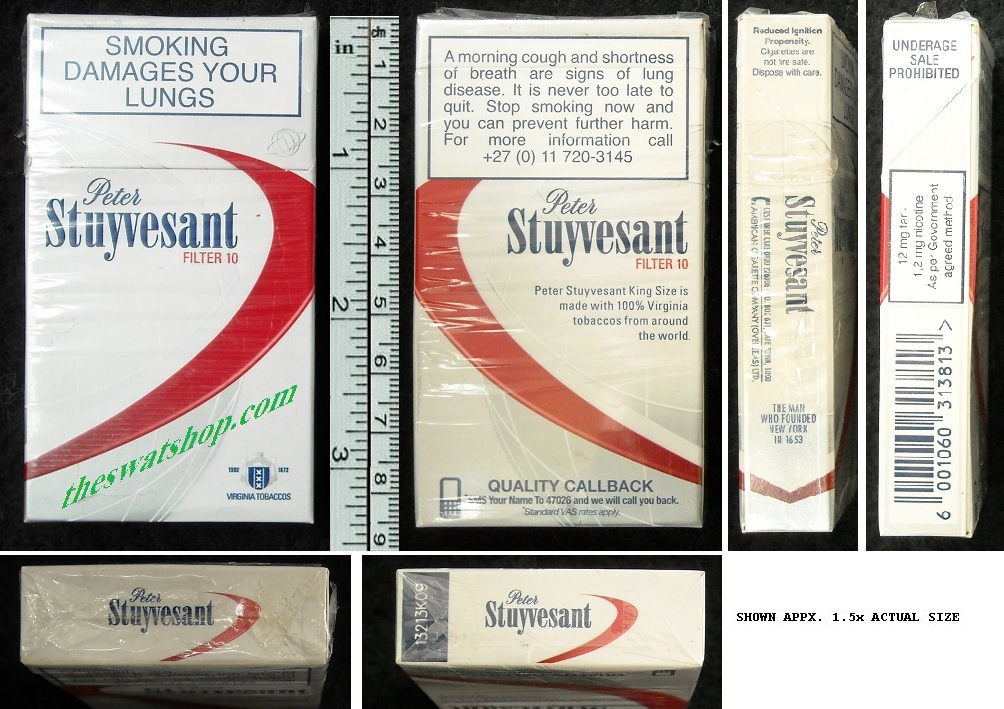 SMOKING
DAMAGES YOUR
LUNGS
Peter
Stuyvesant
FILTER 10
theswatshop.com
1592 1672
VIRGINIA TOBACCOS
in cm
1 2 3
1 2 3 4 5 6 7 8 9
A morning cough and shortness
of breath are signs of lung
disease. It is never too late to
quit. Stop smoking now and
you can prevent further harm.
For more information call
+27 (0) 11 720-3145
Peter
Stuyvesant
FILTER 10
Peter Stuyvesant King Size is
made with 100% Virginia
tobaccos from around
the world.
QUALITY CALLBACK
SMS Your Name To 47026 and we will call you back.
*Standard VAS rates apply.
Reduced Ignition
Propensity.
Cigarettes are
not fire safe.
Dispose with care.
Peter
Stuyvesant
THE MAN
WHO FOUNDED
NEW YORK
IN 1653
UNDERAGE
SALE
PROHIBITED
12 mg tar -
1,2 mg nicotine
As per Government
agreed method
6 001060 313813 >
Peter
Stuyvesant
13213K09
Peter
Stuyvesant
SHOWN APPX. 1.5x ACTUAL SIZE